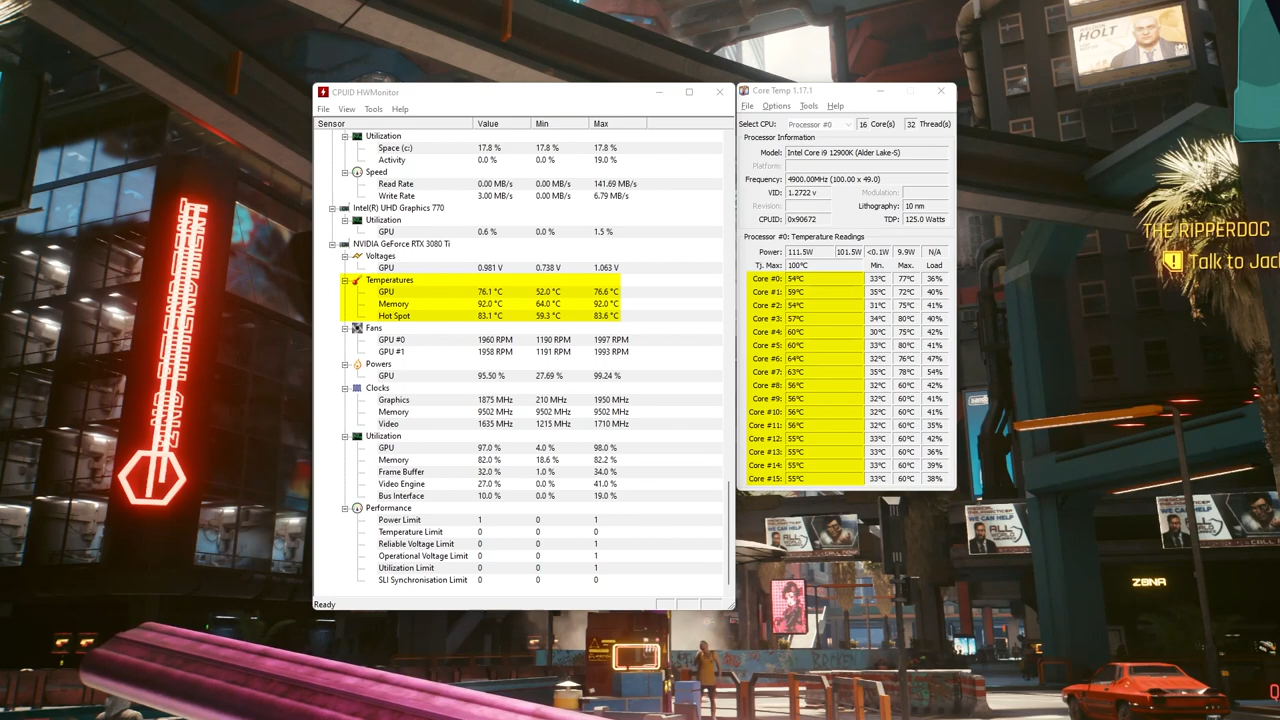 CPUID HWMonitor
File View Tools Help
Sensor Value Min Max
Utilization
Space (c:) 17.8 % 17.8 % 17.8 %
Activity 0.0 % 0.0 % 19.0 %
Speed
Read Rate 0.00 MB/s 0.00 MB/s 141.69 MB/s
Write Rate 3.00 MB/s 0.00 MB/s 6.79 MB/s
Intel(R) UHD Graphics 770
Utilization
GPU 0.6 % 0.0 % 1.5 %
NVIDIA GeForce RTX 3080 Ti
Voltages
GPU 0.981 V 0.738 V 1.063 V
Temperatures
GPU 76.1 °C 52.0 °C 76.6 °C
Memory 92.0 °C 64.0 °C 92.0 °C
Hot Spot 83.1 °C 59.3 °C 83.6 °C
Fans
GPU #0 1960 RPM 1190 RPM 1997 RPM
GPU #1 1958 RPM 1191 RPM 1993 RPM
Powers
GPU 95.50 % 27.69 % 99.24 %
Clocks
Graphics 1875 MHz 210 MHz 1950 MHz
Memory 9502 MHz 9502 MHz 9502 MHz
Video 1635 MHz 1215 MHz 1710 MHz
Utilization
GPU 97.0 % 4.0 % 98.0 %
Memory 82.0 % 18.6 % 82.2 %
Frame Buffer 32.0 % 1.0 % 34.0 %
Video Engine 27.0 % 0.0 % 41.0 %
Bus Interface 10.0 % 0.0 % 19.0 %
Performance
Power Limit 1 0 1
Temperature Limit 0 0 0
Reliable Voltage Limit 0 0 1
Operational Voltage Limit 0 0 1
Utilization Limit 0 0 1
SLI Synchronisation Limit 0 0 0
Ready
Core Temp 1.17.1
File Options Tools Help
Select CPU: Processor #0 16 Core(s) 32 Thread(s)
Processor Information
Model: Intel Core i9 12900K (Alder Lake-S)
Platform:
Frequency: 4900.00MHz (100.00 x 49.0)
VID: 1.2722 v Modulation:
Revision: Lithography: 10 nm
CPUID: 0x90672 TDP: 125.0 Watts
Processor #0: Temperature Readings
Power: 111.5W 101.5W <0.1W 9.9W N/A
Tj. Max: 100°C Min. Max. Load
Core #0: 54°C 33°C 77°C 36%
Core #1: 59°C 35°C 72°C 40%
Core #2: 54°C 31°C 75°C 41%
Core #3: 57°C 34°C 80°C 40%
Core #4: 60°C 30°C 75°C 42%
Core #5: 60°C 33°C 80°C 41%
Core #6: 64°C 32°C 76°C 47%
Core #7: 63°C 35°C 78°C 54%
Core #8: 56°C 32°C 60°C 42%
Core #9: 56°C 32°C 60°C 41%
Core #10: 56°C 32°C 60°C 41%
Core #11: 56°C 32°C 60°C 35%
Core #12: 55°C 33°C 60°C 42%
Core #13: 55°C 33°C 60°C 36%
Core #14: 55°C 33°C 60°C 39%
Core #15: 55°C 33°C 60°C 38%
HOLT
THE RIPPERDOC
Talk to Jac
WE CAN HELP
WE CAN HELP
WE CAN HELP
ZONA